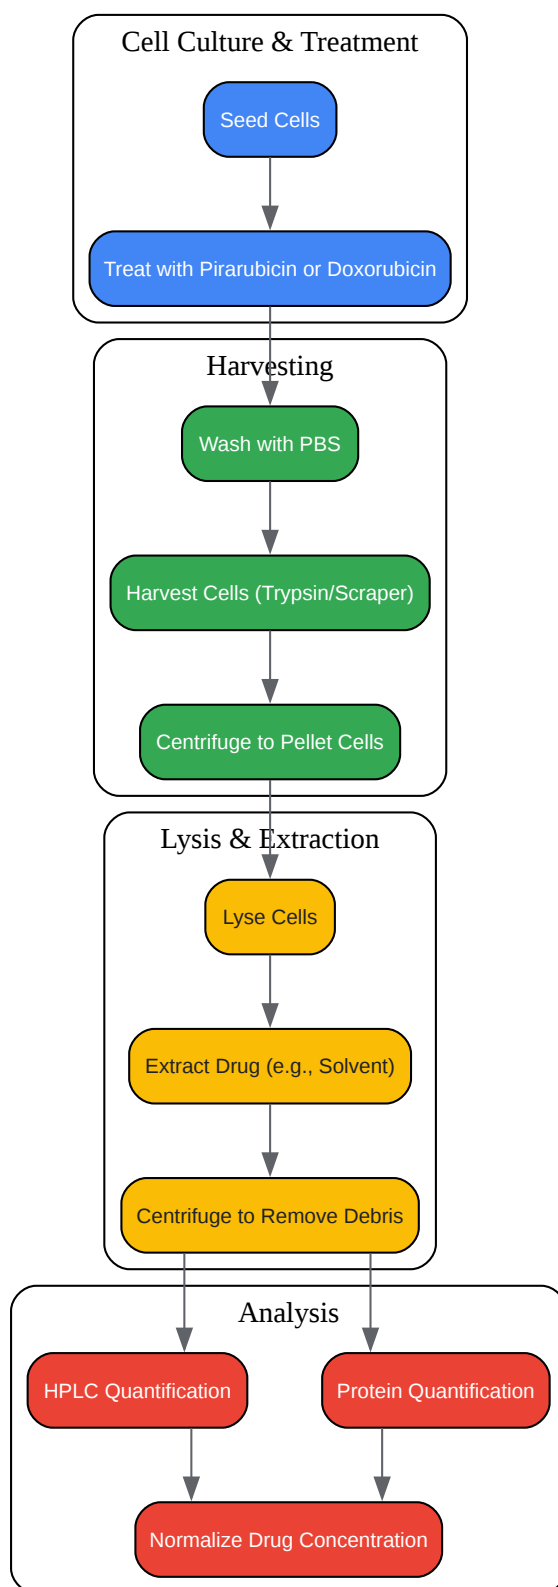 Cell Culture & Treatment
Seed Cells
Treat with Pirarubicin or Doxorubicin
Harvesting
Wash with PBS
Harvest Cells (Trypsin/Scraper)
Centrifuge to Pellet Cells
Lysis & Extraction
Lyse Cells
Extract Drug (e.g., Solvent)
Centrifuge to Remove Debris
Analysis
HPLC Quantification
Protein Quantification
Normalize Drug Concentration